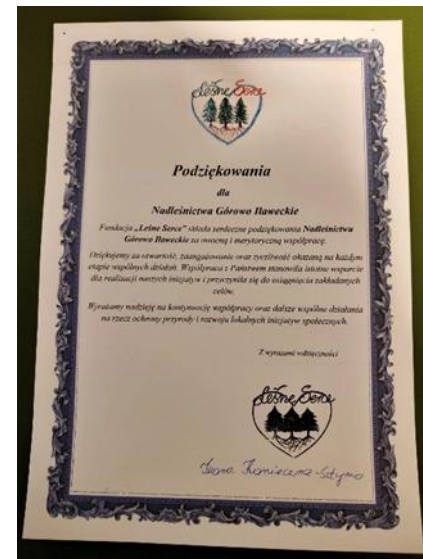 Leśne Serce
Podziękowania
dla
Nadleśnictwa Górowo Iławeckie
Fundacja „Leśne Serce” składa serdeczne podziękowania Nadleśnictwa
Górowo Iławeckie za owocną i merytoryczną współpracę.
Dziękujemy za otwartość, zaangażowanie oraz życzliwość okazaną na każdym
etapie wspólnych działań. Współpraca z Państwem stanowiła istotne wsparcie
dla realizacji naszych inicjatyw i przyczyniła się do osiągnięcia zakładanych
celów.
Wyrażamy nadzieję na kontynuację współpracy oraz dalsze wspólne działania
na rzecz ochrony przyrody i rozwoju lokalnych inicjatyw społecznych.
Z wyrazami wdzięczności
Leśne Serce